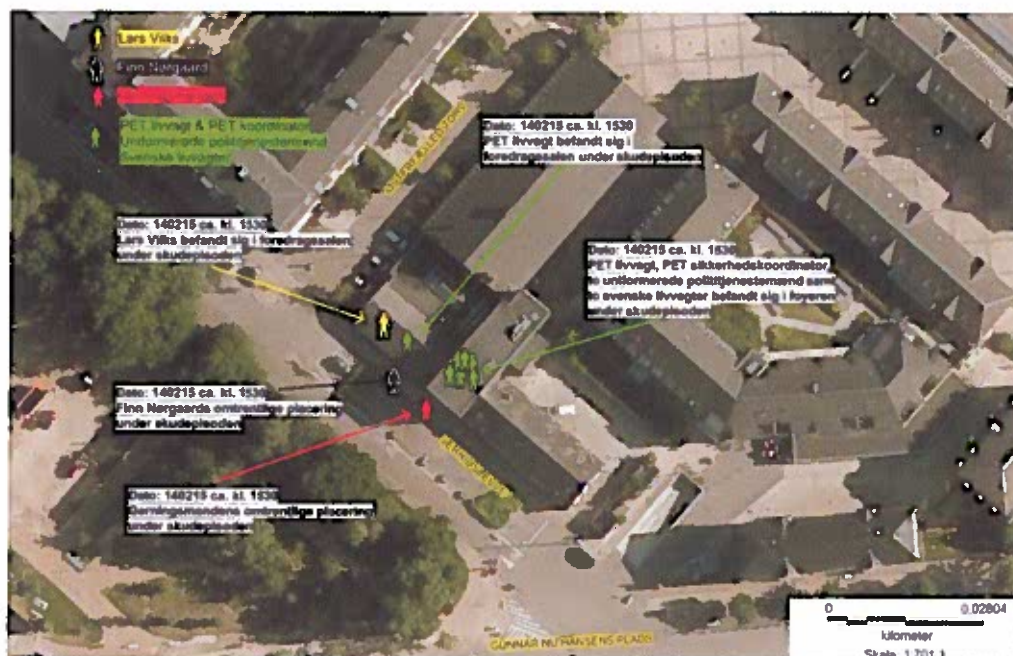 Lars Vilks
Finn Nørgaard
PET livvagt & PET koordinator
Uniformerede polititjenestemænd
Svenske livvagter
Dato: 140215 ca. kl. 1530
PET livvagt befandt sig i
foredragssalen under skudepisoden
Dato: 140215 ca. kl. 1530
Lars Vilks befandt sig i foredragssalen
under skudepisoden
Dato: 140215 ca. kl. 1530
PET livvagt, PET sikkerhedskoordinator,
to uniformerede polititjenestemænd samt
to svenske livvagter befandt sig i foyeren
under skudepisoden
Dato: 140215 ca. kl. 1530
Finn Nørgaards omtrentlige placering
under skudepisoden
Dato: 140215 ca. kl. 1530
Gerningsmandens omtrentlige placering
under skudepisoden
GUNNAR NU HANSENS PLADS
0 0,02804
kilometer
Skala: 1:701